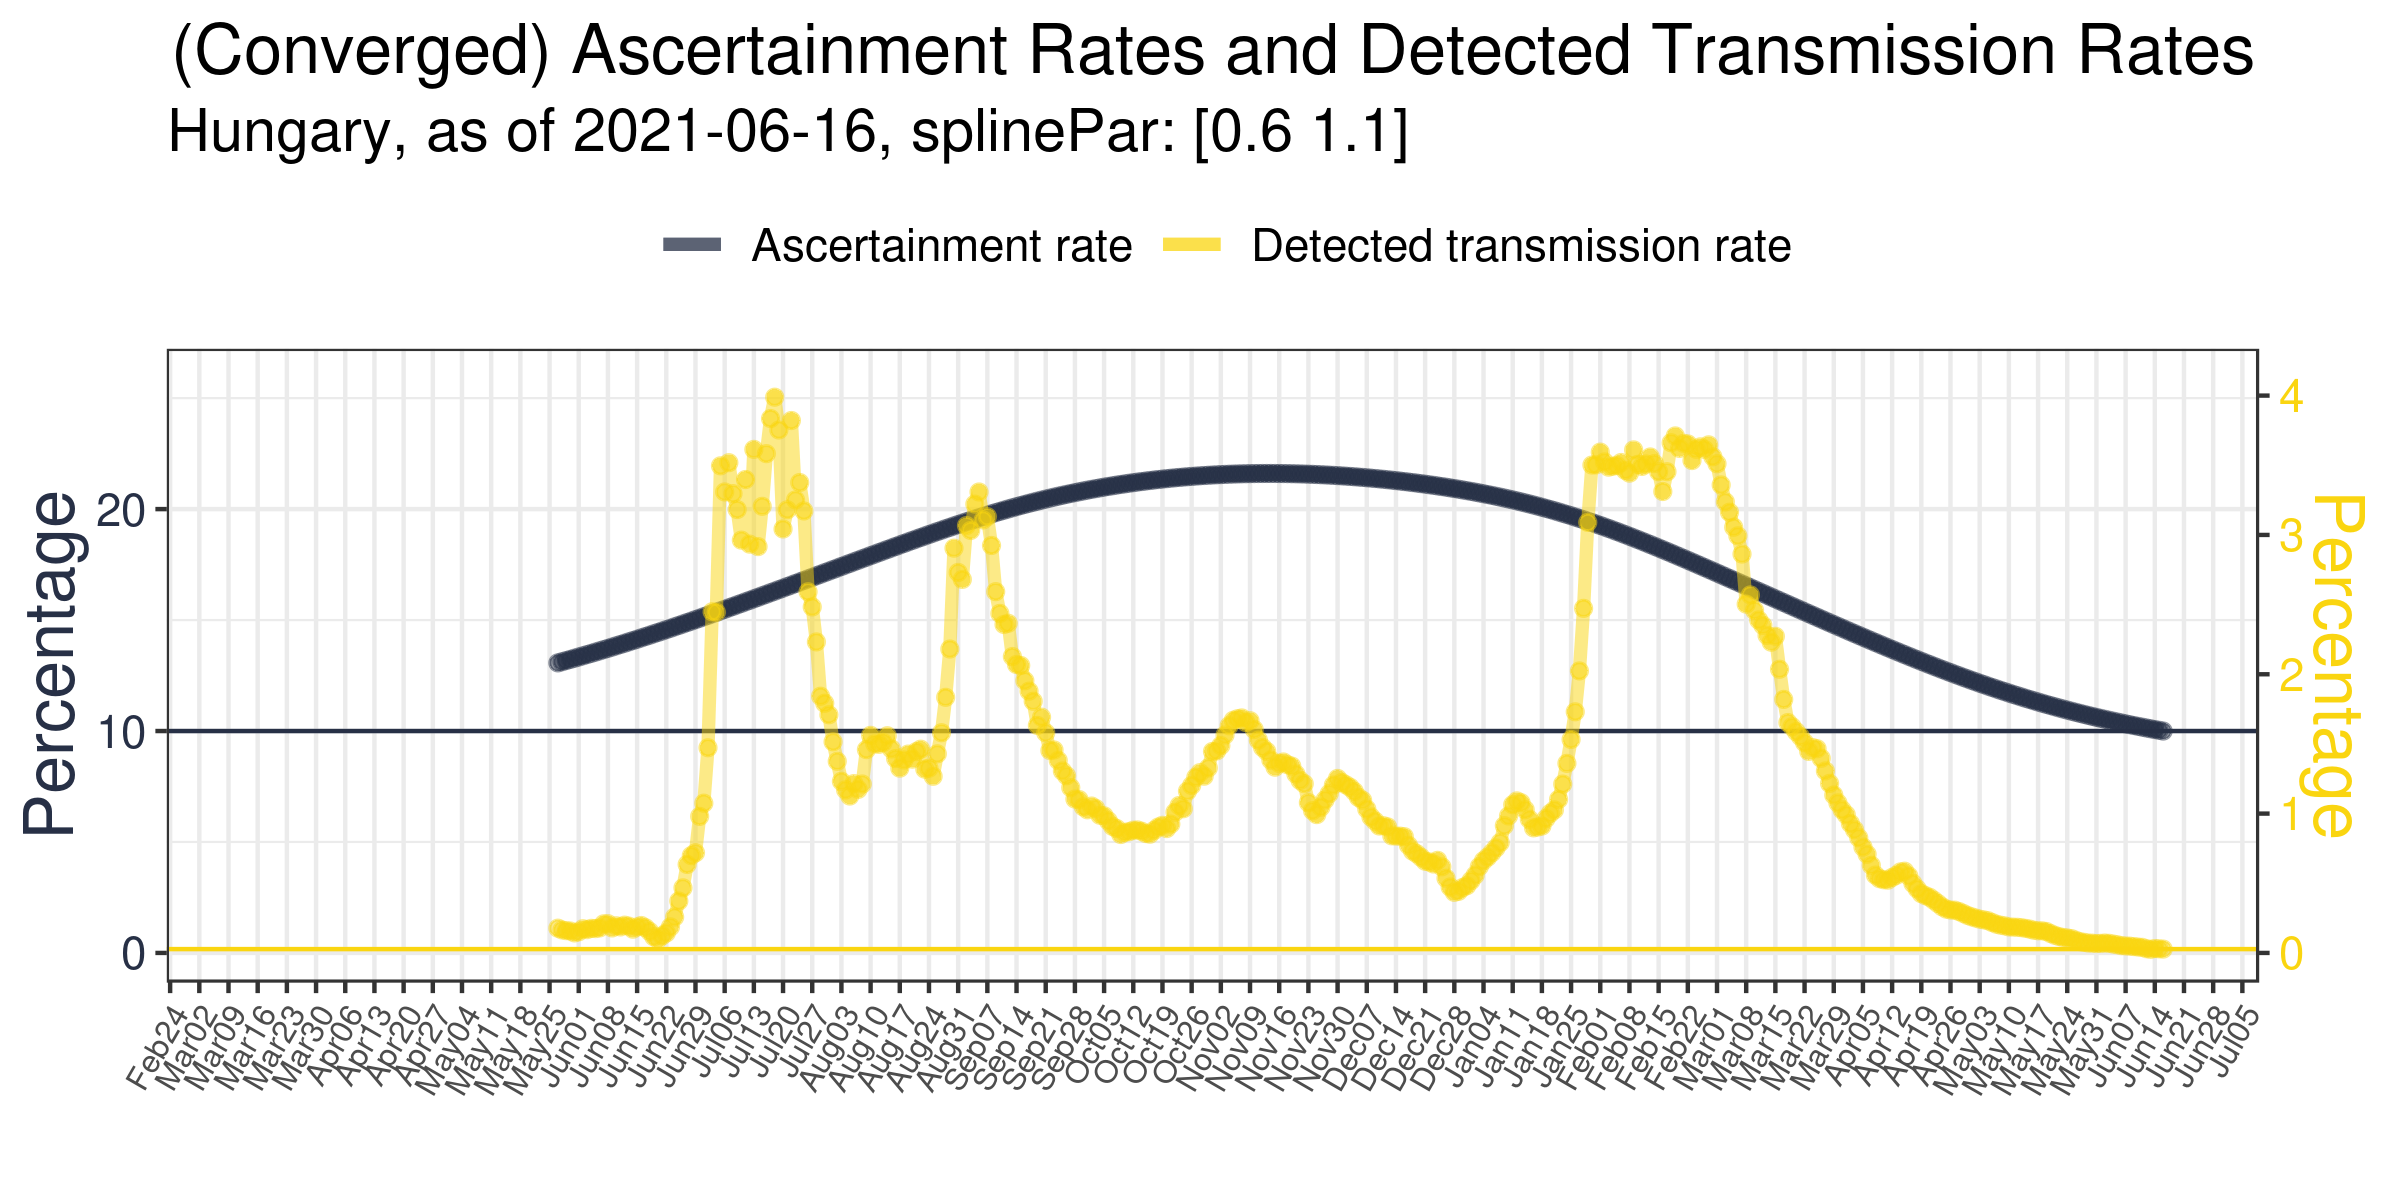 (Converged) Ascertainment Rates and Detected Transmission Rates
Hungary, as of 2021-06-16, splinePar: [0.6 1.1]
Ascertainment rate
Detected transmission rate
Percentage
20
10
0
4
3
2
1
0
Percentage
Feb24
Mar02
Mar09
Mar16
Mar23
Mar30
Apr06
Apr13
Apr20
Apr27
May04
May11
May18
May25
Jun01
Jun08
Jun15
Jun22
Jun29
Jul06
Jul13
Jul20
Jul27
Aug03
Aug10
Aug17
Aug24
Aug31
Sep07
Sep14
Sep21
Sep28
Oct05
Oct12
Oct19
Oct26
Nov02
Nov09
Nov16
Nov23
Nov30
Dec07
Dec14
Dec21
Dec28
Jan04
Jan11
Jan18
Jan25
Feb01
Feb08
Feb15
Feb22
Mar01
Mar08
Mar15
Mar22
Mar29
Apr05
Apr12
Apr19
Apr26
May03
May10
May17
May24
May31
Jun07
Jun14
Jun21
Jun28
Jul05